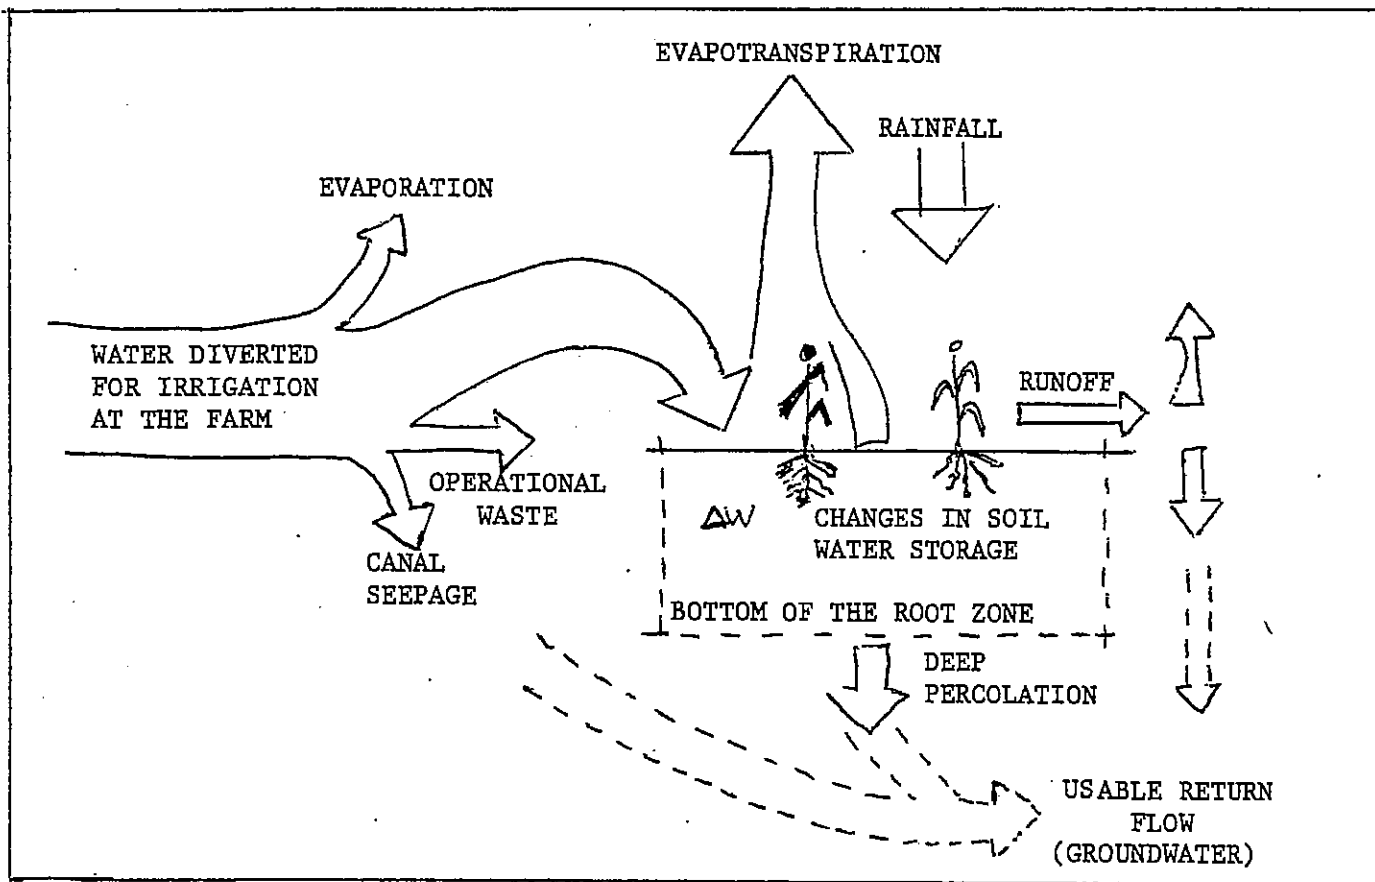 EVAPOTRANSPIRATION
RAINFALL
EVAPORATION
WATER DIVERTED
FOR IRRIGATION
AT THE FARM
RUNOFF
OPERATIONAL
WASTE
ΔW
CHANGES IN SOIL
WATER STORAGE
CANAL
SEEPAGE
BOTTOM OF THE ROOT ZONE
DEEP
PERCOLATION
USABLE RETURN
FLOW
(GROUNDWATER)